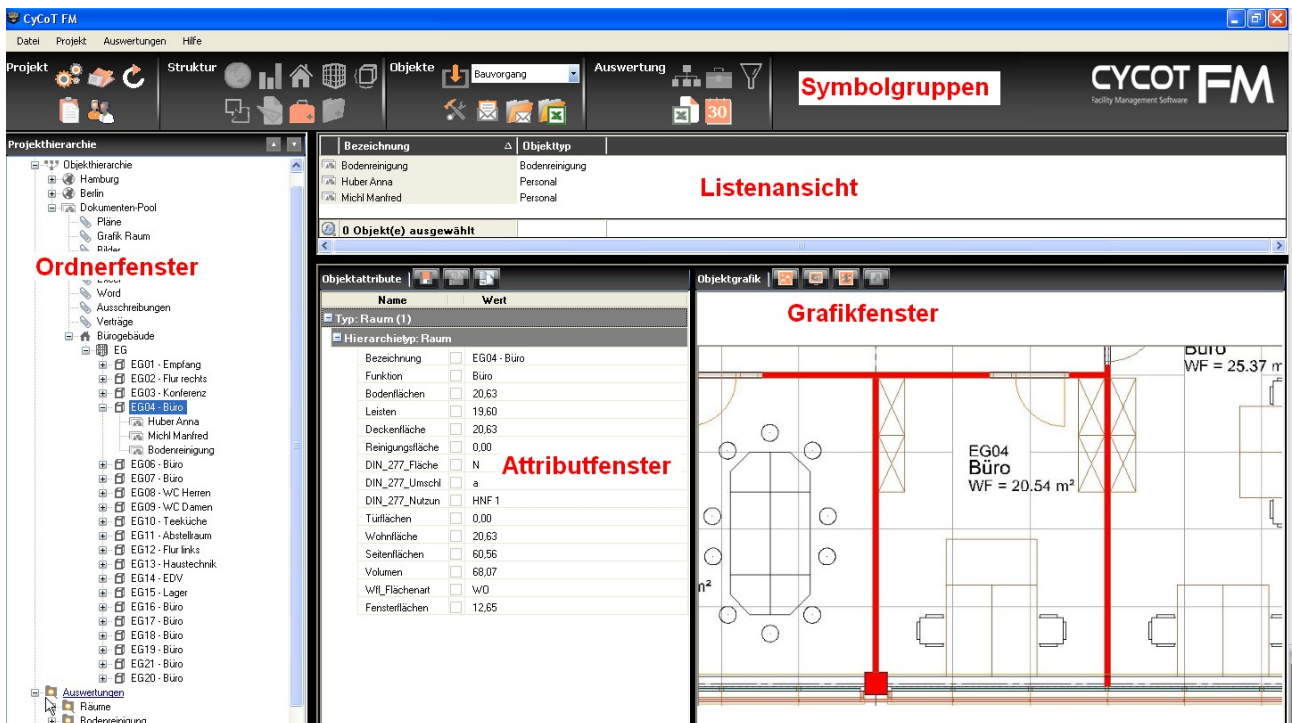 CyCoT FM
Datei Projekt Auswertungen Hilfe
Projekt Struktur Objekte Bauvorgang Auswertung
30
Symbolgruppen
CYCOT FM
Facility Management Software
Projekthierarchie
Objekthierarchie
Hamburg
Berlin
Dokumenten-Pool
Pläne
Grafik Raum
Bilder
Ordnerfenster
Excel
Word
Ausschreibungen
Verträge
Bürogebäude
EG
EG01 - Empfang
EG02 - Flur rechts
EG03 - Konferenz
EG04 - Büro
Huber Anna
Michl Manfred
Bodenreinigung
EG06 - Büro
EG07 - Büro
EG08 - WC Herren
EG09 - WC Damen
EG10 - Teeküche
EG11 - Abstellraum
EG12 - Flur links
EG13 - Haustechnik
EG14 - EDV
EG15 - Lager
EG16 - Büro
EG17 - Büro
EG18 - Büro
EG19 - Büro
EG21 - Büro
EG20 - Büro
Auswertungen
Räume
Bodenreinigung
Bezeichnung Objekttyp
Bodenreinigung Bodenreinigung
Huber Anna Personal
Michl Manfred Personal
Listenansicht
0 Objekt(e) ausgewählt
Objektattribute
Name Wert
Typ: Raum (1)
Hierarchietyp: Raum
Bezeichnung EG04 - Büro
Funktion Büro
Bodenflächen 20,63
Leisten 19,60
Deckenfläche 20,63
Reinigungsfläche 0,00
DIN_277_Fläche N
Attributfenster
DIN_277_Umschl a
DIN_277_Nutzun HNF 1
Türflächen 0,00
Wohnfläche 20,63
Seitenflächen 60,56
Volumen 68,07
Wfl_Flächenart WO
Fensterflächen 12,65
Objektgrafik
Grafikfenster
Büro
WF = 25.37 m
EG04
Büro
WF = 20.54 m²
m²